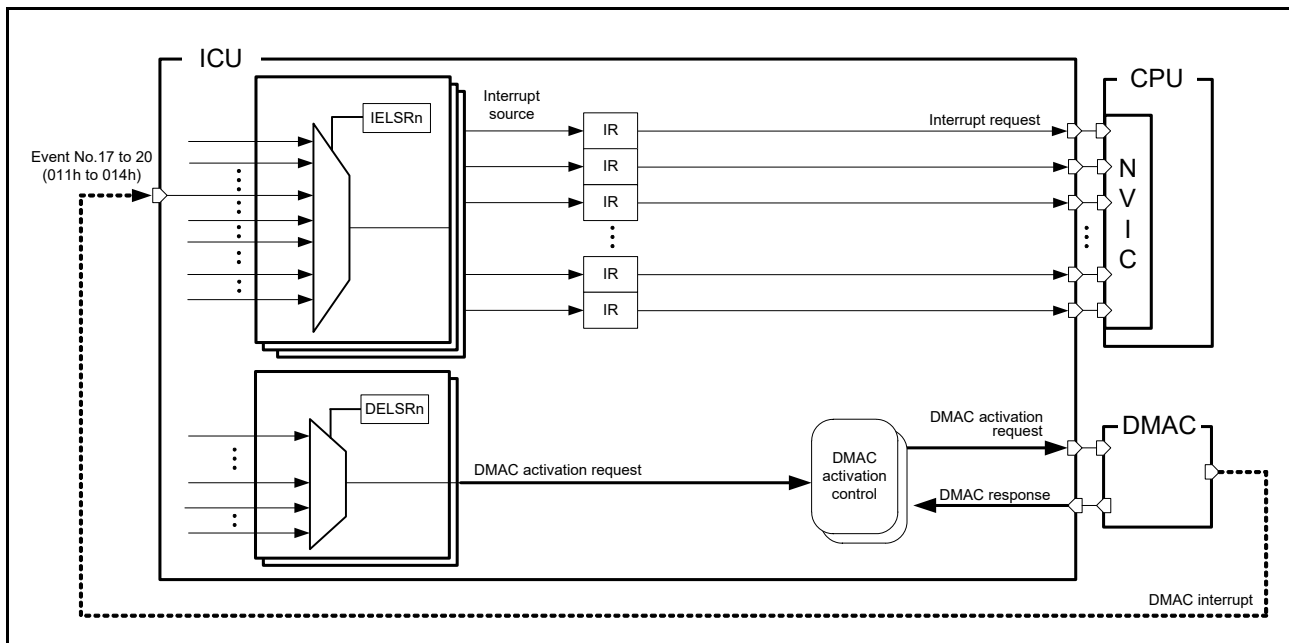 ICU
CPU
IELSRn
Interrupt
source
IR
Interrupt request
Event No.17 to 20
(011h to 014h)
IR
IR
N
V
I
C
IR
IR
DELSRn
DMAC activation request
DMAC
activation
control
DMAC activation
request
DMAC
DMAC response
DMAC interrupt